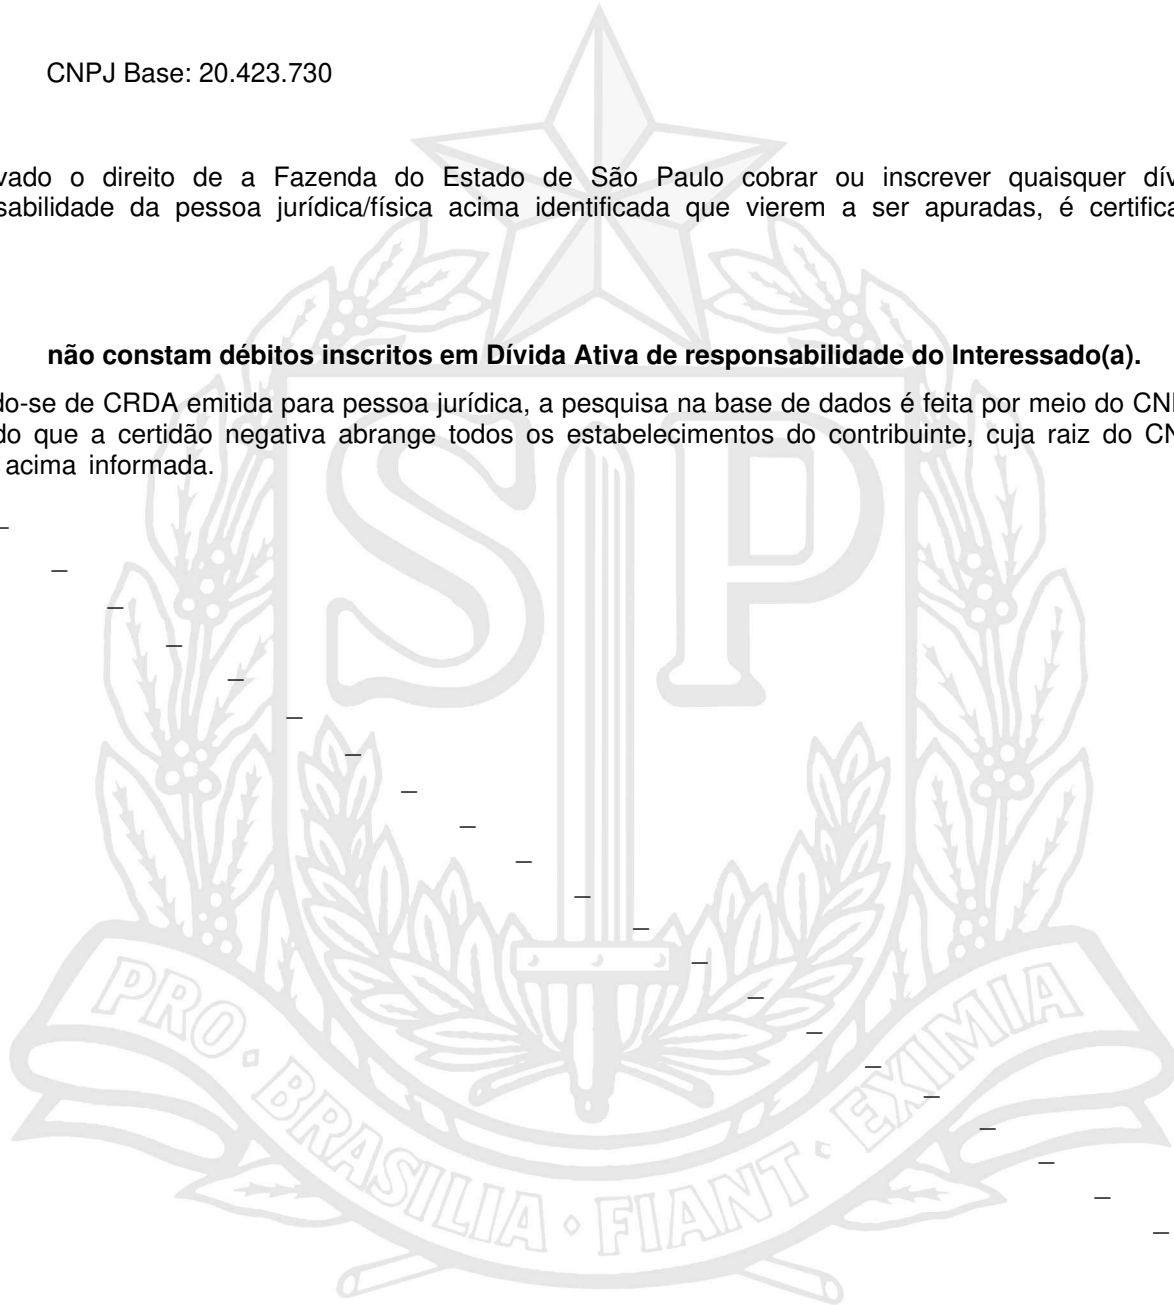 CNPJ Base: 20.423.730
vado o direito de a Fazenda do Estado de São Paulo cobrar ou inscrever quaisquer dív
sabilidade da pessoa jurídica/física acima identificada que vierem a ser apuradas, é certifica
não constam débitos inscritos em Dívida Ativa de responsabilidade do Interessado(a).
do-se de CRDA emitida para pessoa jurídica, a pesquisa na base de dados é feita por meio do CN
do que a certidão negativa abrange todos os estabelecimentos do contribuinte, cuja raiz do CN
acima informada.
SP
PRO · BRASILIA · FIANT · EXIMIA